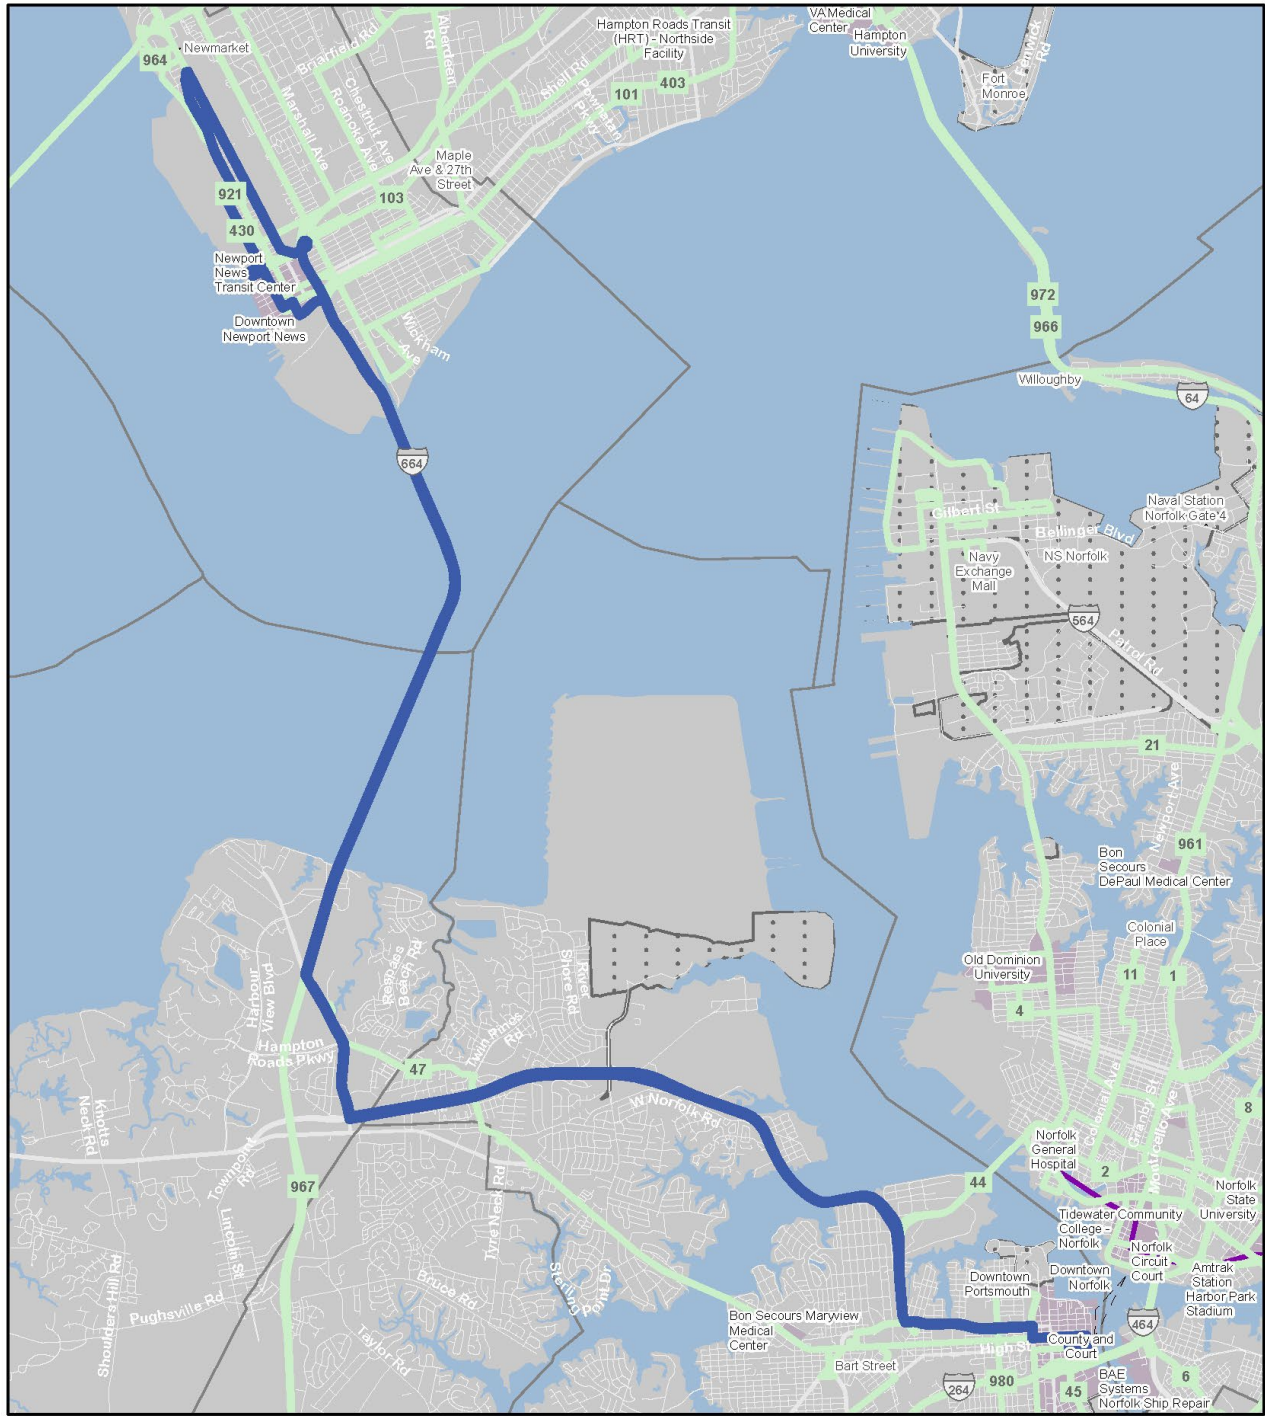 Hampton Roads Transit
(HRT) - Northside
Facility
VA Medical
Center
Hampton
University
Fenwick
Rd
Fort
Monroe
Newmarket
964
Briarfield Rd
Aberdeen
Rd
Shell Rd
Powhatan
Pkwy
101
403
Marshall Ave
Chestnut Ave
Roanoke Ave
Maple
Ave & 27th
Street
103
921
430
Newport
News
Transit Center
Downtown
Newport News
Wickham
Ave
972
966
Willoughby
64
664
Gilbert St
Bellinger Blvd
Naval Station
Norfolk Gate 4
Navy
Exchange
Mall
NS Norfolk
564
Patrol Rd
21
Newport Ave
961
Bon
Secours
DePaul Medical Center
Colonial
Place
Old Dominion
University
11
1
4
Harbour
View Blvd
Respass
Beach Rd
River
Shore Rd
Twin Pines
Rd
Hampton
Roads Pkwy
47
W Norfolk Rd
Knotts
Neck Rd
Townpoint
Rd
967
Lincoln St
Tyne Neck Rd
Bruce Rd
Sterling
Point Dr
Pughsville Rd
Shoulders Hill Rd
Taylor Rd
Colonial Ave
Granby St
Monticello Ave
8
Norfolk
General
Hospital
2
44
Norfolk
State
University
Tidewater Community
College -
Norfolk
Norfolk
Circuit
Court
Downtown
Norfolk
Amtrak
Station
Harbor Park
Stadium
Downtown
Portsmouth
464
Bon Secours Maryview
Medical
Center
High St
County and
Court
Bart Street
264
980
45
6
BAE
Systems
Norfolk Ship Repair